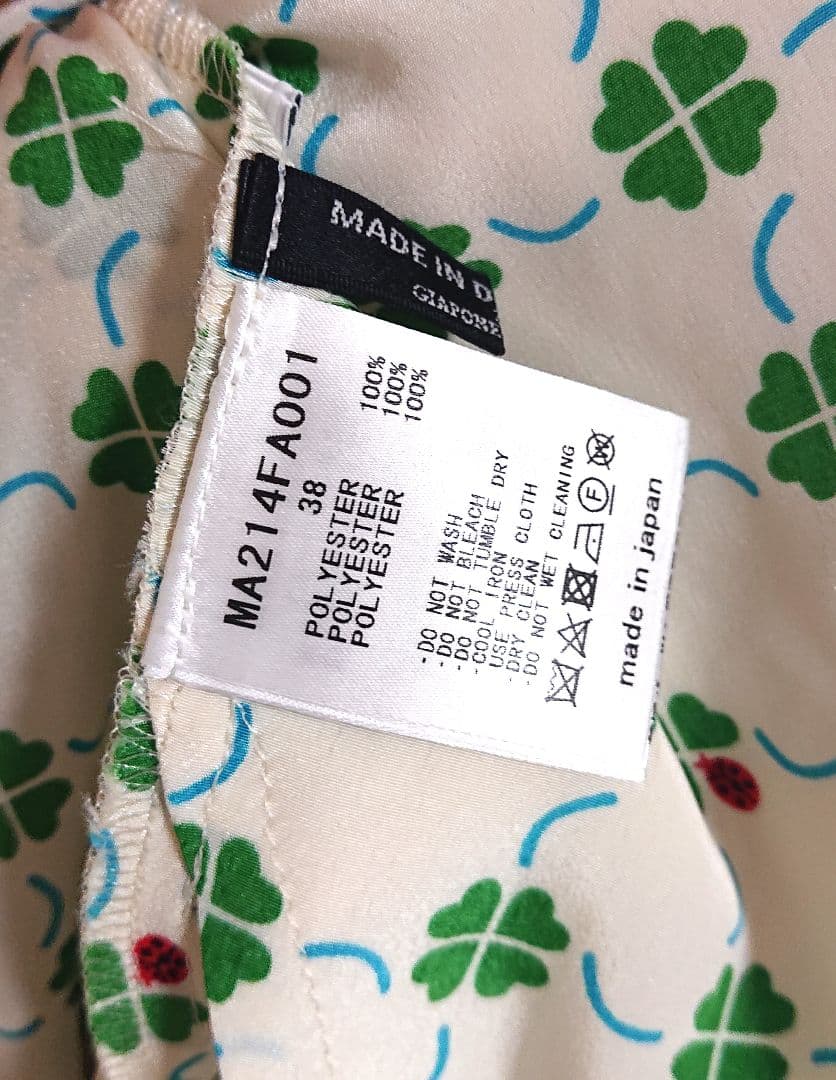 MADE IN
MA214FA001
38
POLYESTER 100%
POLYESTER 100%
POLYESTER 100%
-DO NOT WASH
-DO NOT BLEACH
-DO NOT TUMBLE DRY
-COOL IRON
USE PRESS CLOTH
-DRY CLEAN
-DO NOT WET CLEANING
F
made in japan